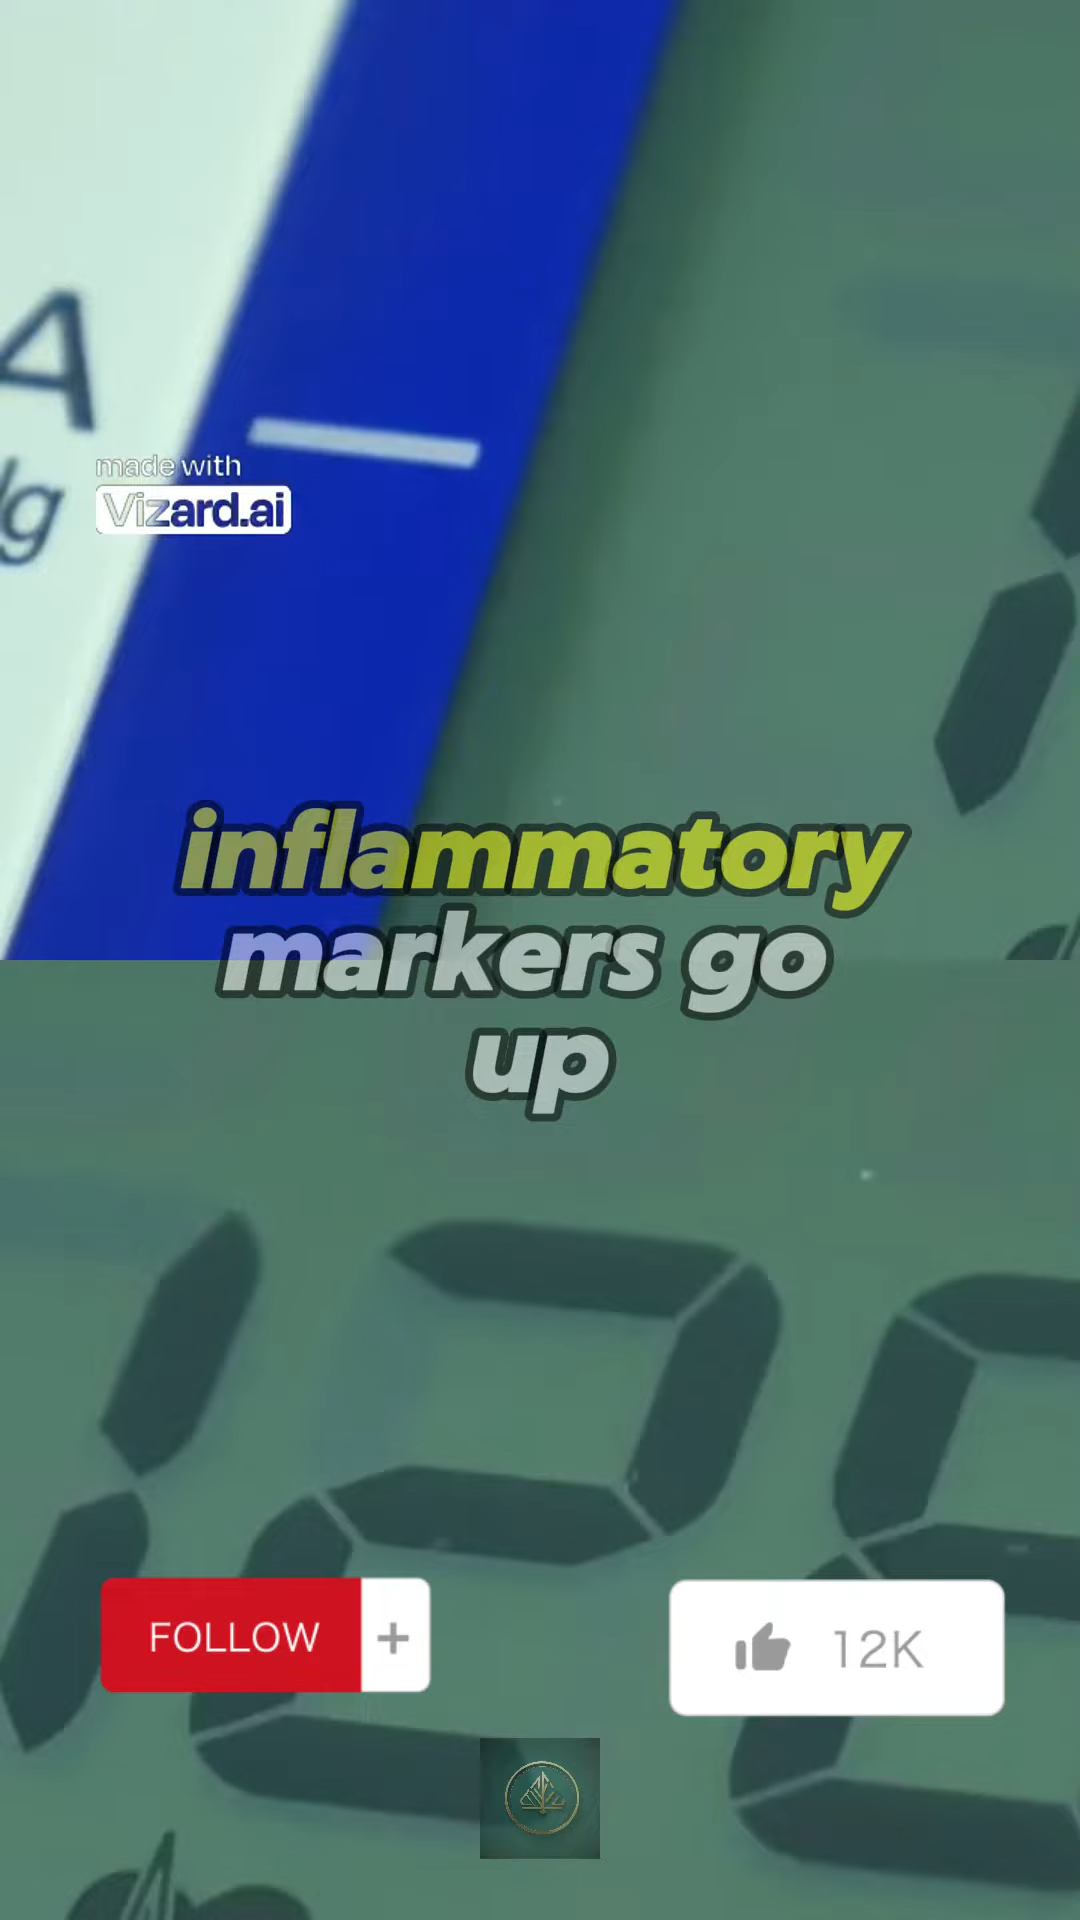 A
made with
Vizard.ai
inflammatory
markers go
up
FOLLOW +
12K